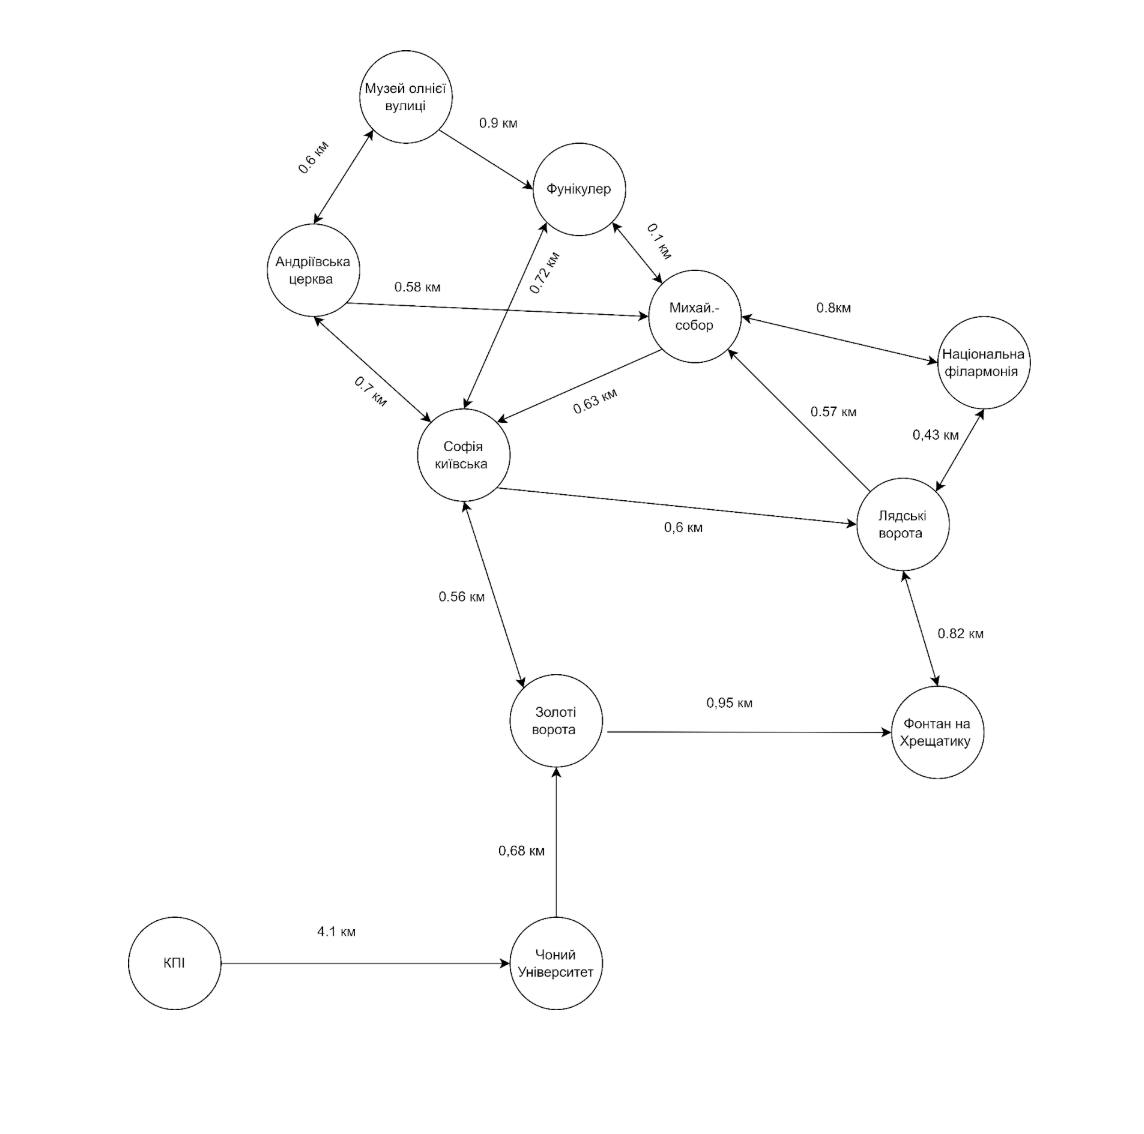 Музей олнієї
вулиці
0.9 км
0.6 км
Фунікулер
0.1 км
0.72 км
Андріївська
церква
0.58 км
Михай.-
собор
0.8км
Національна
філармонія
0.7 км
0.63 км
0.57 км
0,43 км
Софія
київська
Лядські
ворота
0,6 км
0.56 км
0.82 км
Золоті
ворота
0,95 км
Фонтан на
Хрещатику
0,68 км
4.1 км
КПІ
Чоний
Університет